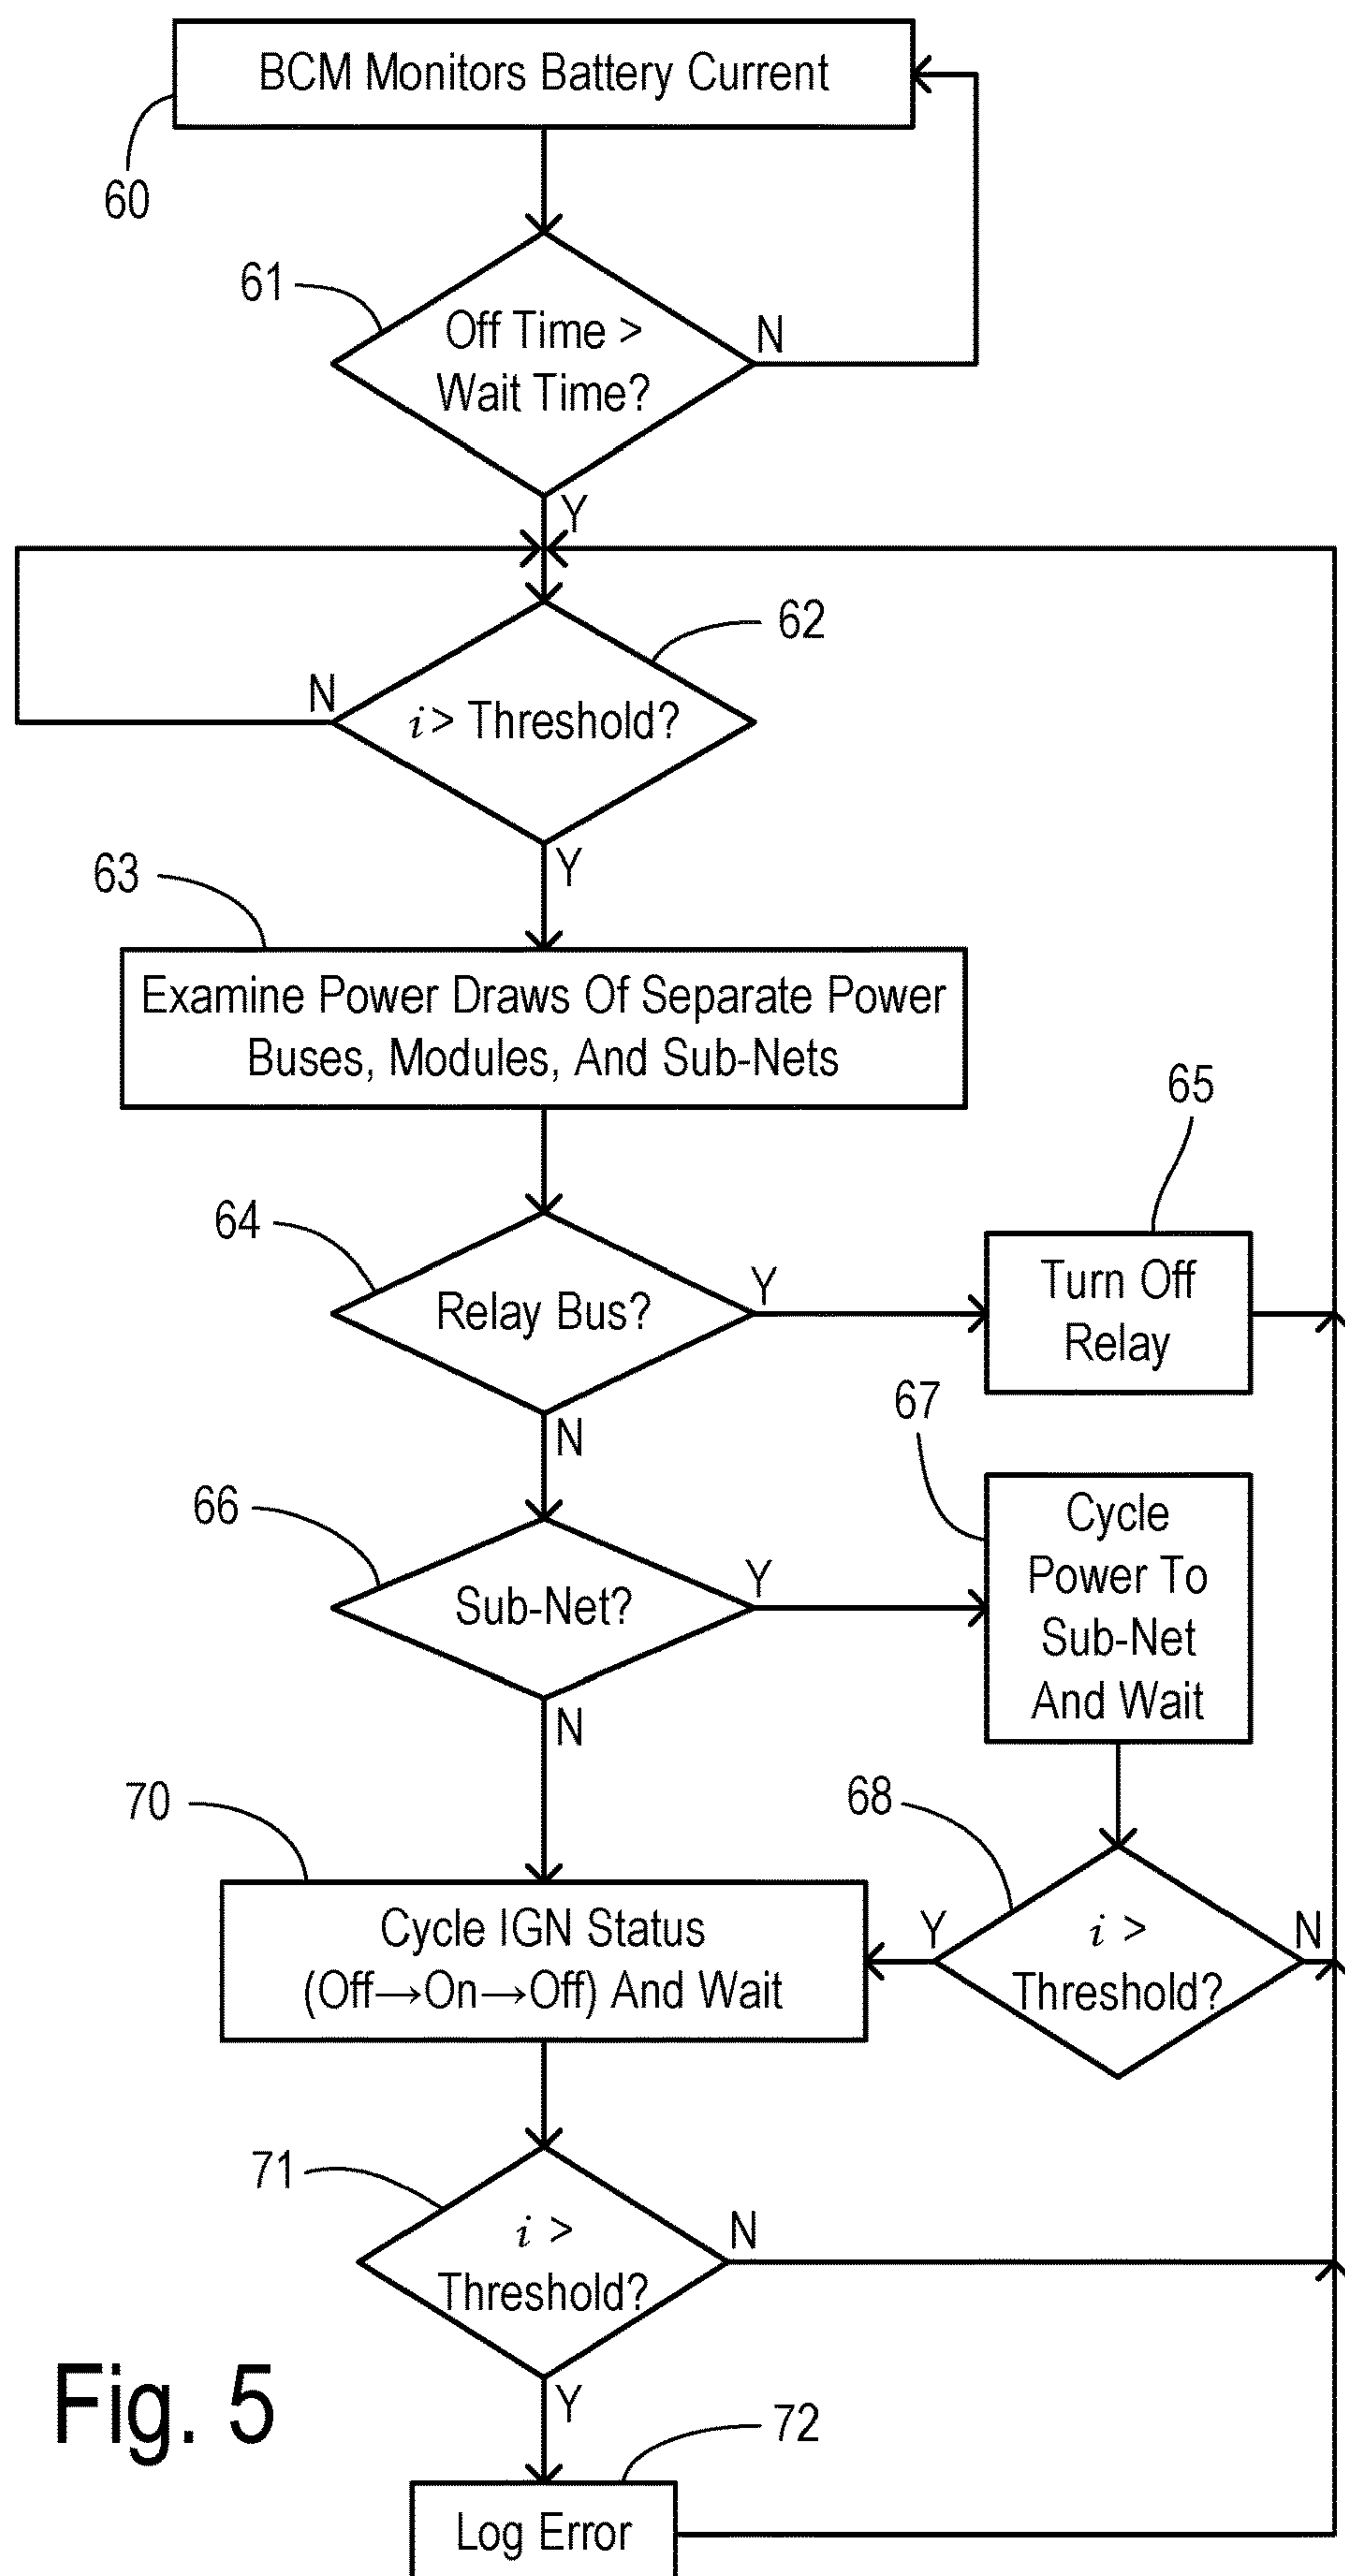 BCM Monitors Battery Current
60
61
Off Time >
Wait Time?
N
Y
62
N
i > Threshold?
Y
63
Examine Power Draws Of Separate Power
Buses, Modules, And Sub-Nets
65
64
Relay Bus?
Y
Turn Off
Relay
N
67
66
Sub-Net?
Y
Cycle
Power To
Sub-Net
And Wait
N
70
68
Cycle IGN Status
(Off→On→Off) And Wait
Y
i >
Threshold?
N
71
i >
Threshold?
N
Y
Fig. 5
72
Log Error